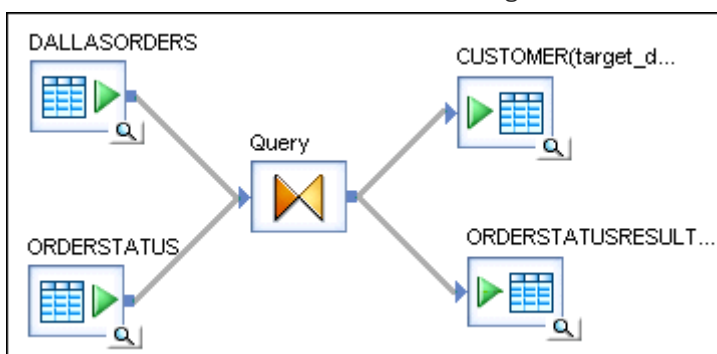 DALLASORDERS
CUSTOMER(target_d...
Query
ORDERSTATUS
ORDERSTATUSRESULT...